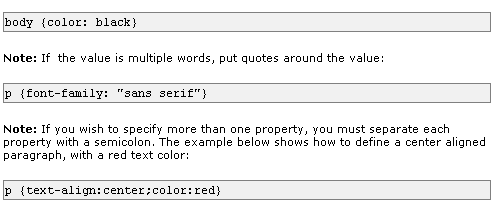 body {color: black}
Note: If the value is multiple words, put quotes around the value:
p {font-family: "sans serif"}
Note: If you wish to specify more than one property, you must separate each
property with a semicolon. The example below shows how to define a center aligned
paragraph, with a red text color:
p {text-align:center;color:red}